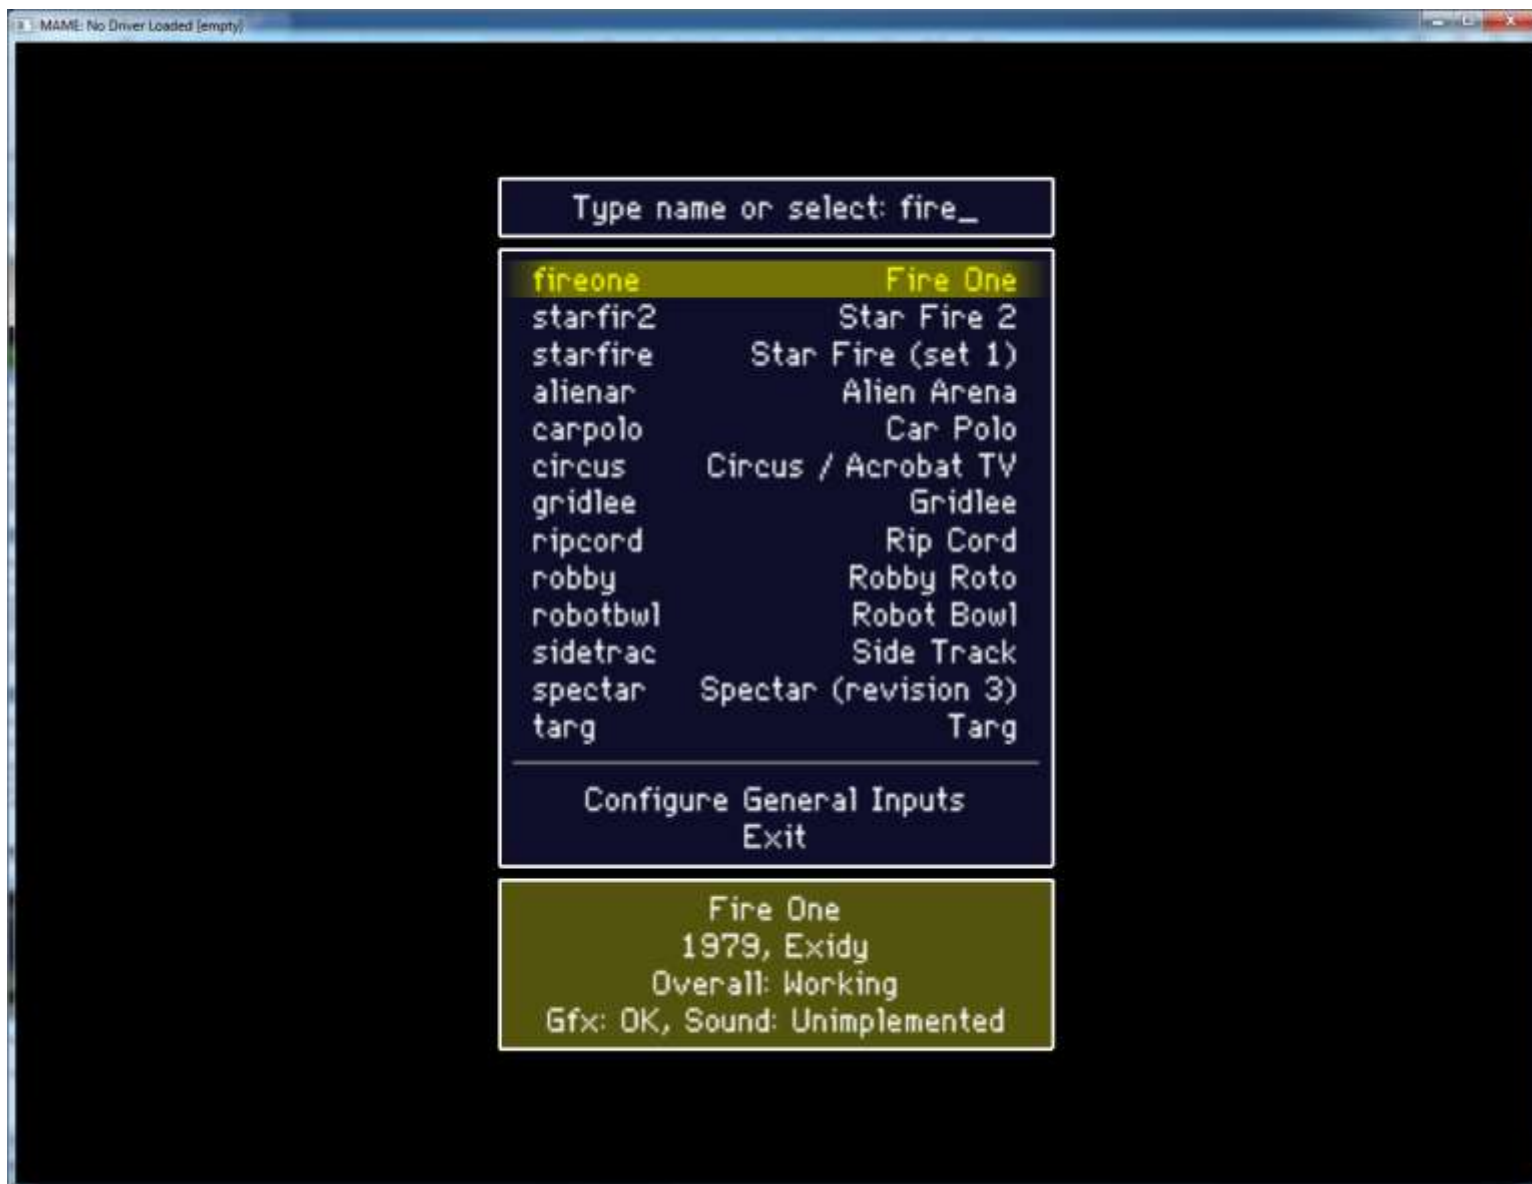 MAME: No Driver Loaded [empty]
Type name or select: fire_
fireone Fire One
starfir2 Star Fire 2
starfire Star Fire (set 1)
alienar Alien Arena
carpolo Car Polo
circus Circus / Acrobat TV
gridlee Gridlee
ripcord Rip Cord
robby Robby Roto
robotbwl Robot Bowl
sidetrac Side Track
spectar Spectar (revision 3)
targ Targ
Configure General Inputs
Exit
Fire One
1979, Exidy
Overall: Working
Gfx: OK, Sound: Unimplemented